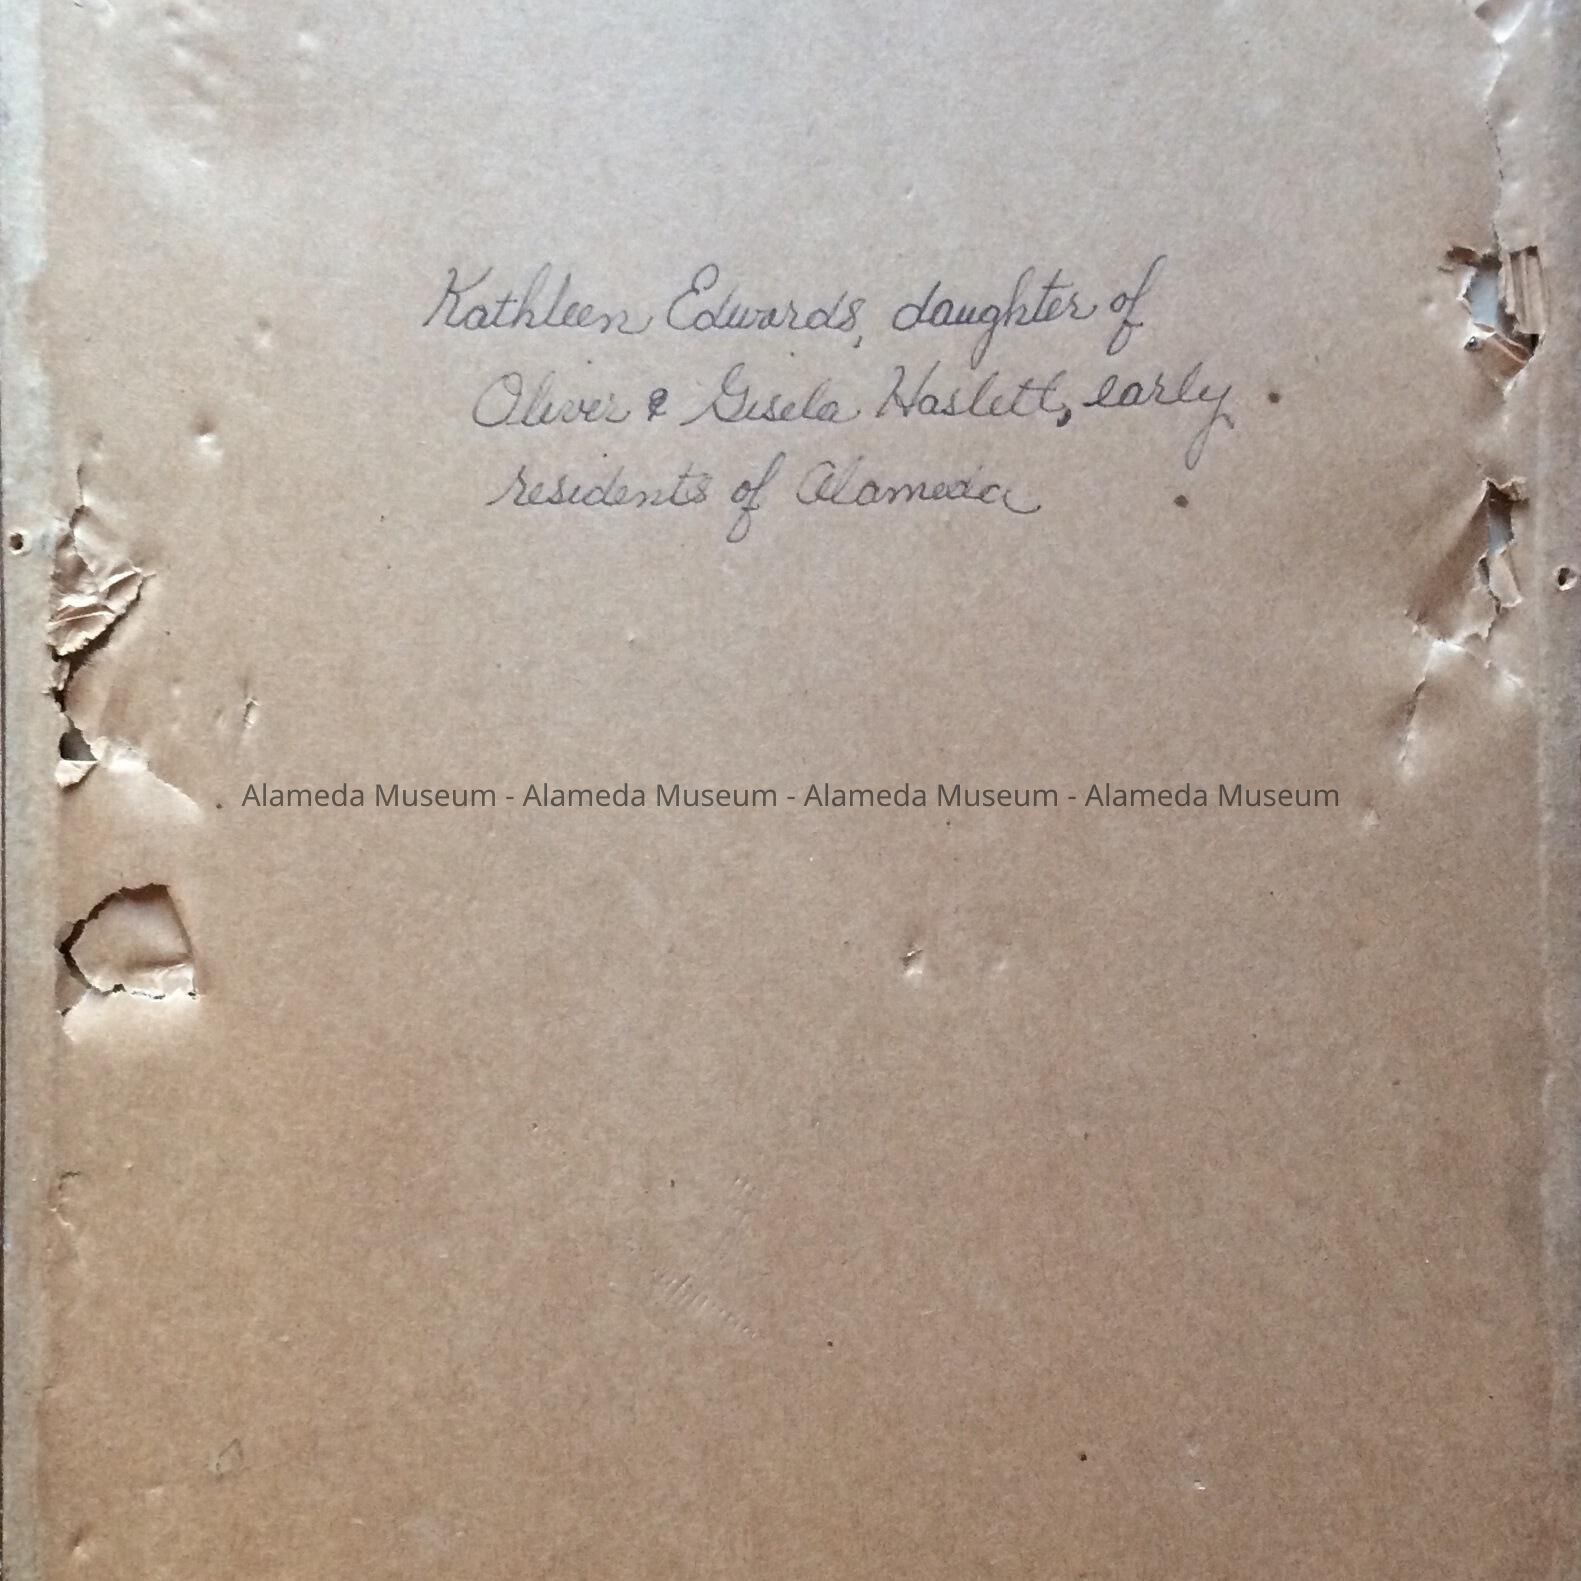 Kathleen Edwards, daughter of
Oliver & Gisela Haslett, early
residents of Alameda
Alameda Museum - Alameda Museum - Alameda Museum - Alameda Museum